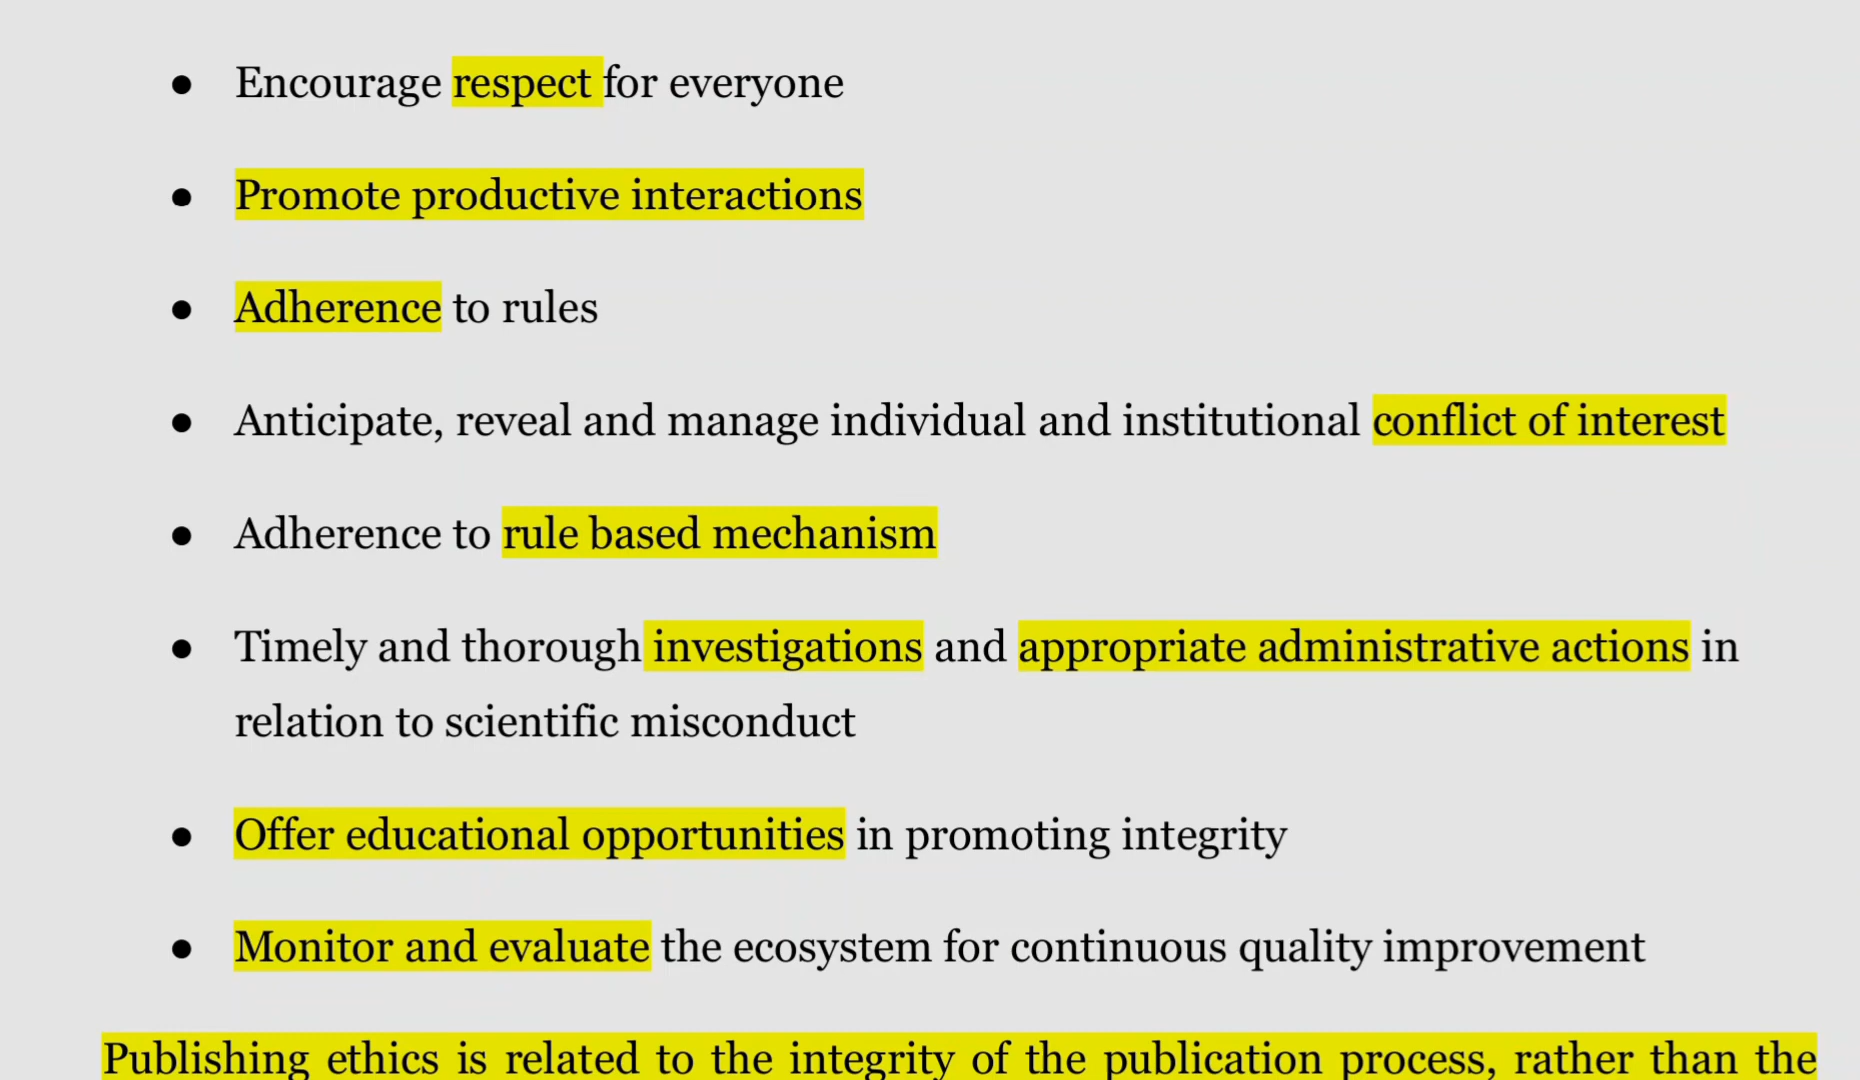 ● Encourage respect for everyone
● Promote productive interactions
● Adherence to rules
● Anticipate, reveal and manage individual and institutional conflict of interest
● Adherence to rule based mechanism
● Timely and thorough investigations and appropriate administrative actions in
relation to scientific misconduct
● Offer educational opportunities in promoting integrity
● Monitor and evaluate the ecosystem for continuous quality improvement
Publishing ethics is related to the integrity of the publication process, rather than the